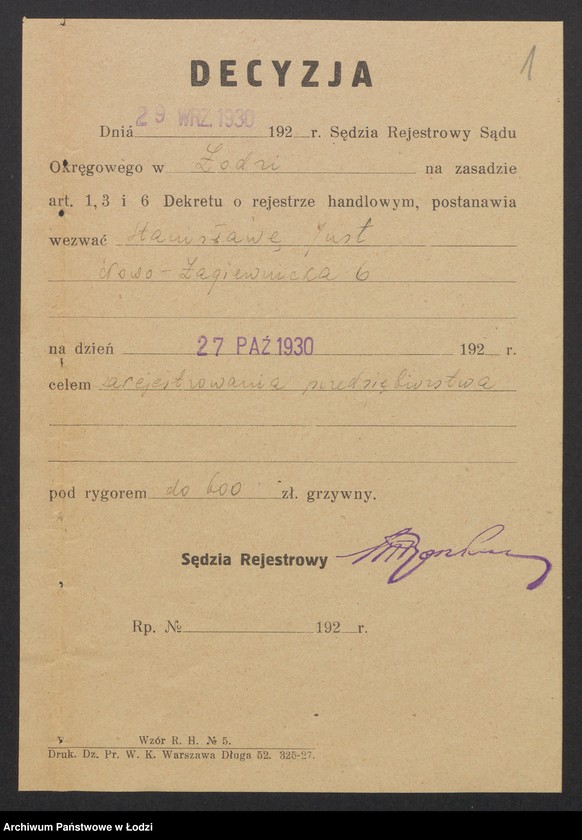 1
DECYZJA
Dniá 29 WRZ. 1930 192 r. Sędzia Rejestrowy Sądu
Okręgowego w Łodzi na zasadzie
art. 1, 3 i 6 Dekretu o rejestrze handlowym, postanawia
wezwać Stanisławę Just
Nowo-Łagiewnicka 6
na dzień 27 PAŹ 1930 192 r.
celem zarejestrowania przedsiębiorstwa
pod rygorem do 600 zł. grzywny.
Sędzia Rejestrowy
Rp. № 192 r.
Wzór R. H. № 5.
Druk. Dz. Pr. W. K. Warszawa Długa 52. 325-27.
Archiwum Państwowe w Łodzi